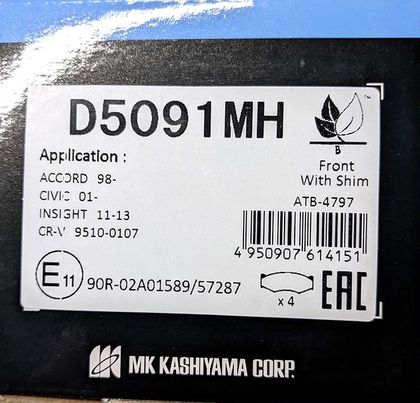 D5091MH
Application :
ACCORD 98-
CIVIC 01-
INSIGHT 11-13
CR-V 9510-0107
B
™
Front
With Shim
ATB-4797
4 950907 614151
E11
90R-02A01589/57287
x 4
EAC
MK KASHIYAMA CORP.